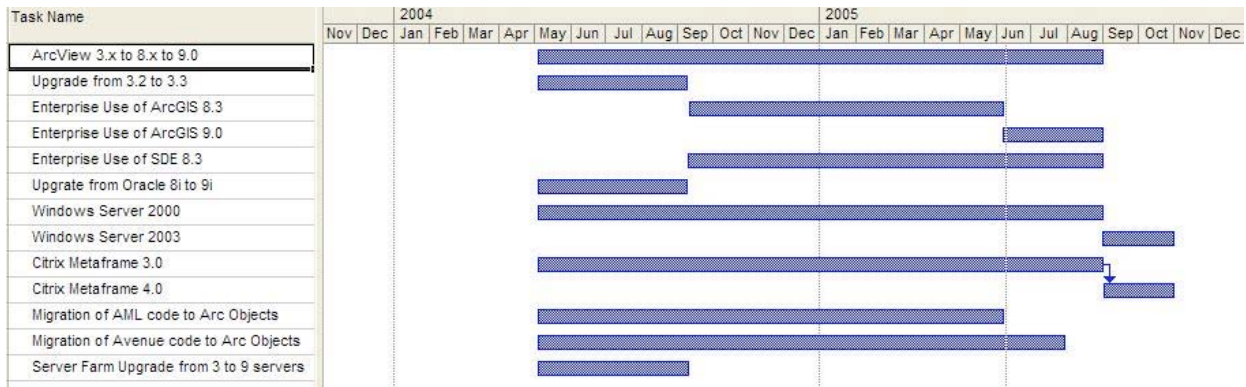 Task Name
2004 2005
Nov Dec Jan Feb Mar Apr May Jun Jul Aug Sep Oct Nov Dec Jan Feb Mar Apr May Jun Jul Aug Sep Oct Nov Dec
ArcView 3.x to 8.x to 9.0
Upgrade from 3.2 to 3.3
Enterprise Use of ArcGIS 8.3
Enterprise Use of ArcGIS 9.0
Enterprise Use of SDE 8.3
Upgrate from Oracle 8i to 9i
Windows Server 2000
Windows Server 2003
Citrix Metaframe 3.0
Citrix Metaframe 4.0
Migration of AML code to Arc Objects
Migration of Avenue code to Arc Objects
Server Farm Upgrade from 3 to 9 servers